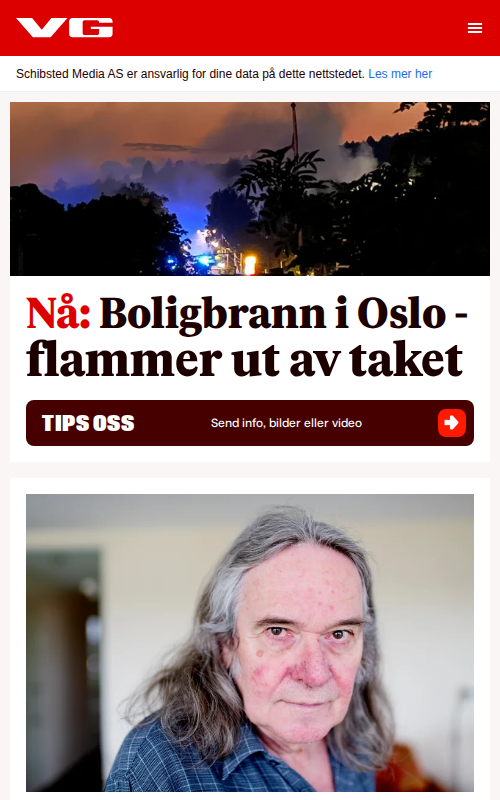 VG
Schibsted Media AS er ansvarlig for dine data på dette nettstedet. Les mer her
Nå: Boligbrann i Oslo -
flammer ut av taket
TIPS OSS
Send info, bilder eller video